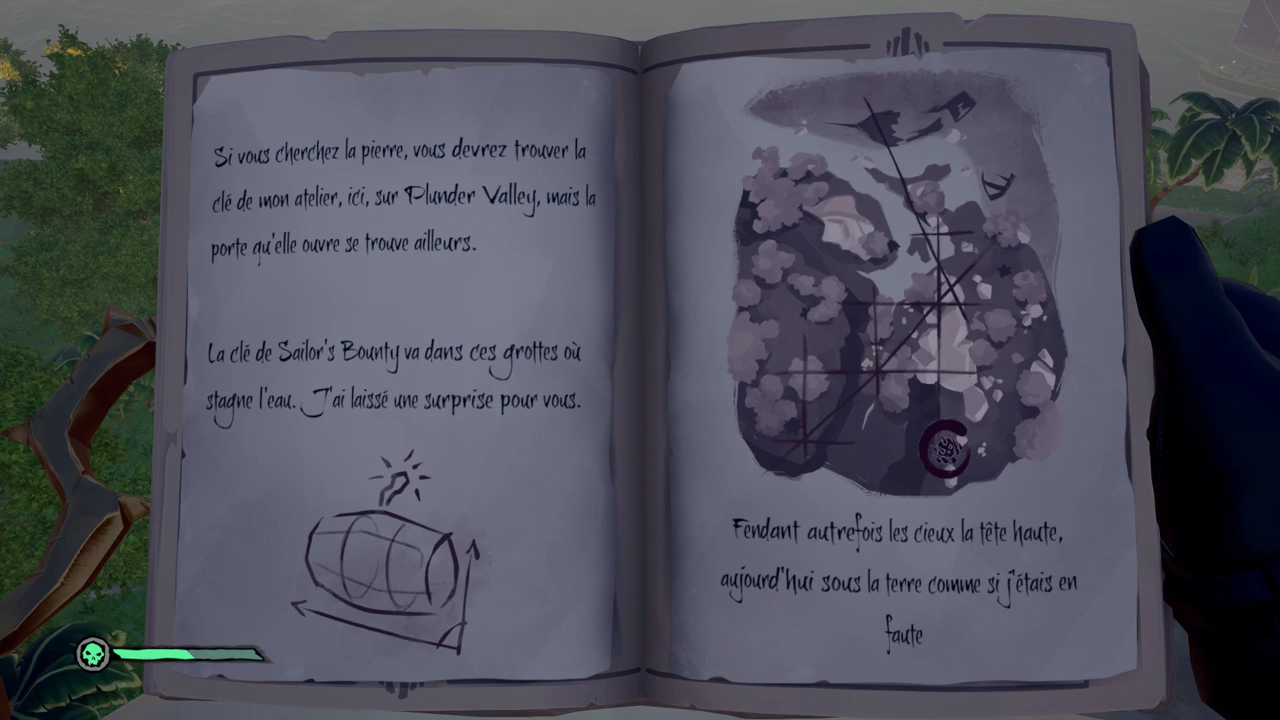 Si vous cherchez la pierre, vous devrez trouver la
clé de mon atelier, ici, sur Plunder Valley, mais la
porte qu'elle ouvre se trouve ailleurs.
La clé de Sailor's Bounty va dans ces grottes où
stagne l'eau. J'ai laissé une surprise pour vous.
Fendant autrefois les cieux la tête haute,
aujourd'hui sous la terre comme si j'étais en
faute